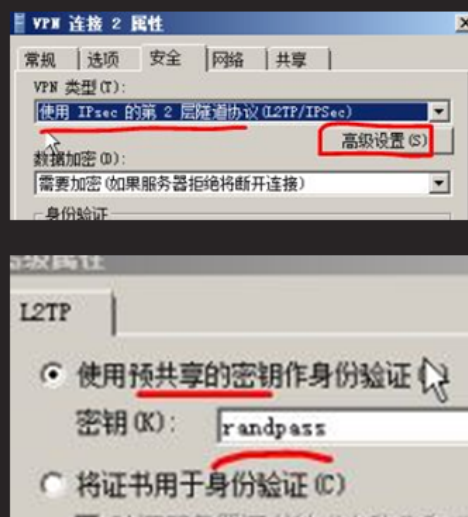 VPN 连接 2 属性
常规 选项 安全 网络 共享
VPN 类型(T):
使用 IPsec 的第 2 层隧道协议(L2TP/IPSec)
高级设置(S)
数据加密(D):
需要加密(如果服务器拒绝将断开连接)
身份验证
高级属性
L2TP
使用预共享的密钥作身份验证
密钥(K): randpass
将证书用于身份验证(C)